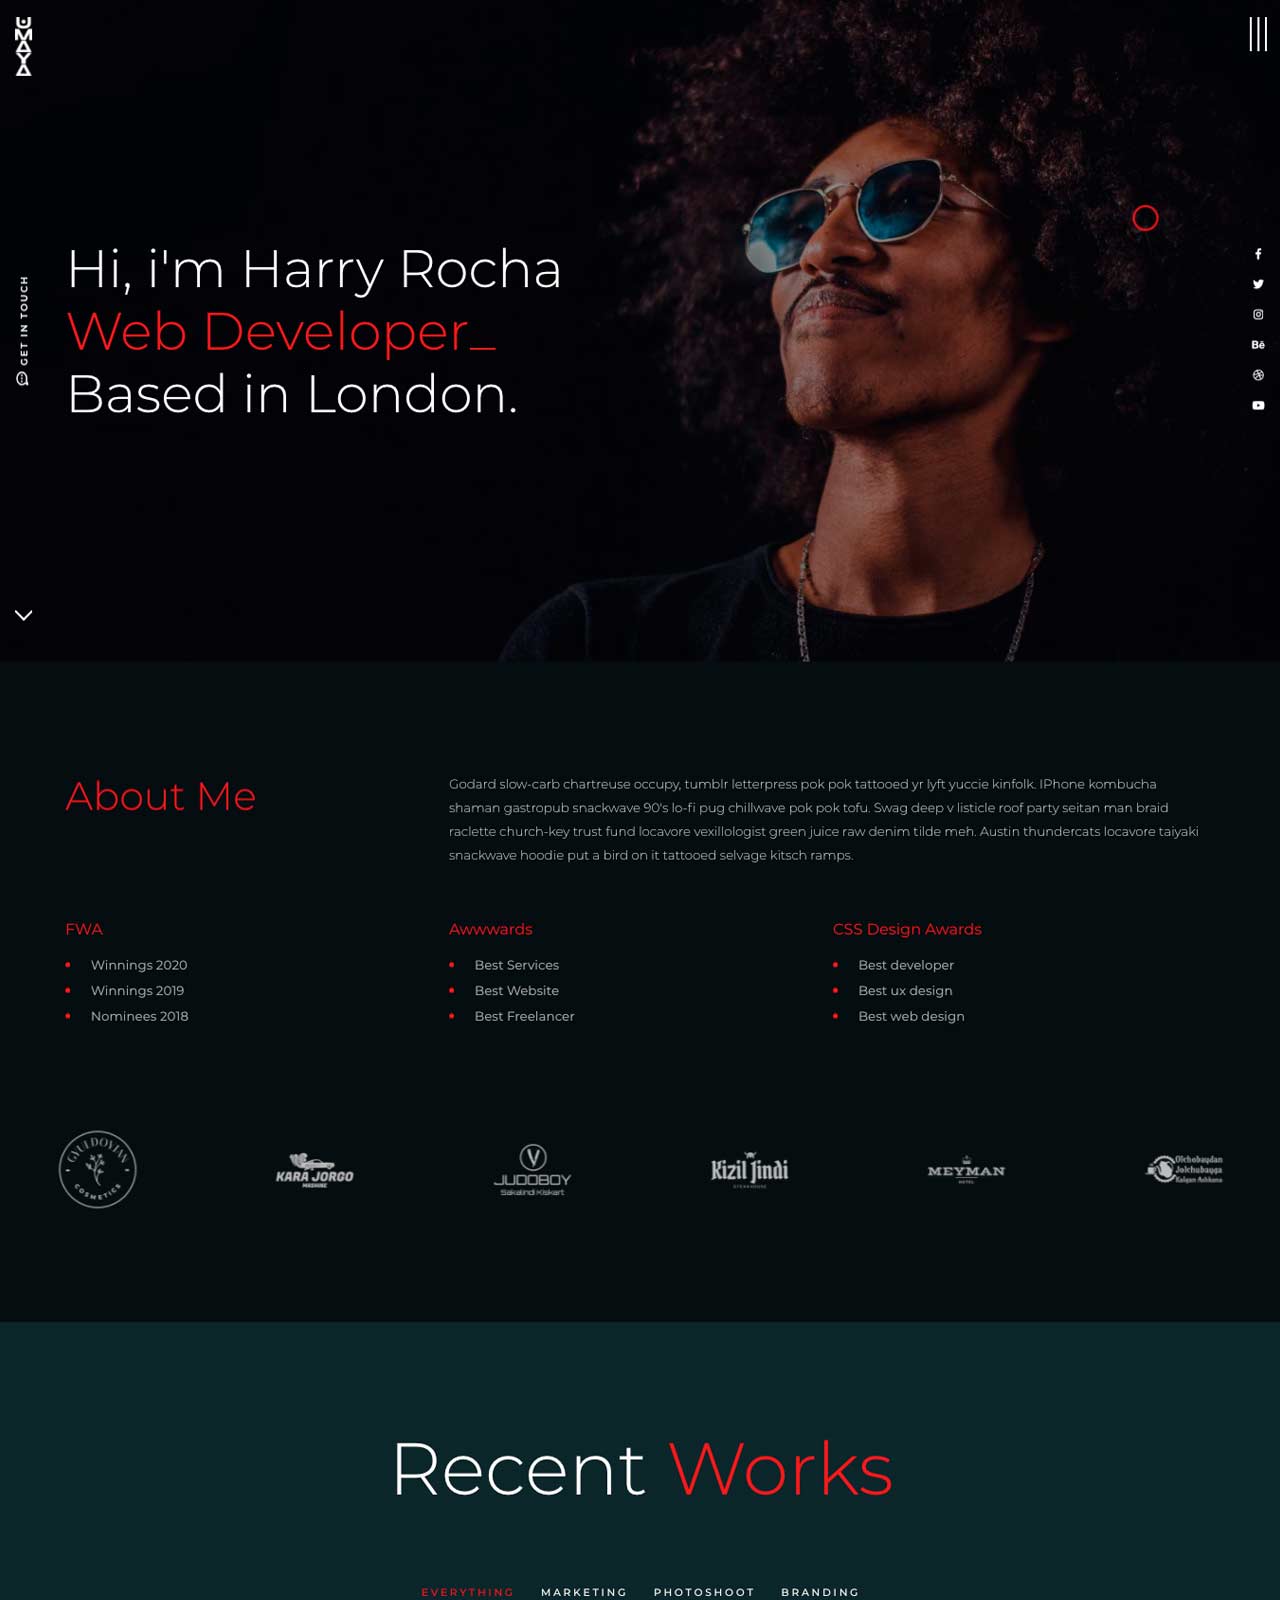 UMAYA
GET IN TOUCH
Hi, i'm Harry Rocha
Web Developer_
Based in London.
Bē
About Me
Godard slow-carb chartreuse occupy, tumblr letterpress pok pok tattooed yr lyft yuccie kinfolk. IPhone kombucha
shaman gastropub snackwave 90's lo-fi pug chillwave pok pok tofu. Swag deep v listicle roof party seitan man braid
raclette church-key trust fund locavore vexillologist green juice raw denim tilde meh. Austin thundercats locavore taiyaki
snackwave hoodie put a bird on it tattooed selvage kitsch ramps.
FWA
Winnings 2020
Winnings 2019
Nominees 2018
Awwwards
Best Services
Best Website
Best Freelancer
CSS Design Awards
Best developer
Best ux design
Best web design
COSMETICS
KARA JORGO
MASHINE
JUDOBOY
Sakalindi Kiskart
Kizil Jindi
STEAKHOUSE
MEYMAN
HOTEL
Olchobaydan
Jolchubayga
Kalgan Ashkana
Recent Works
EVERYTHING
MARKETING
PHOTOSHOOT
BRANDING